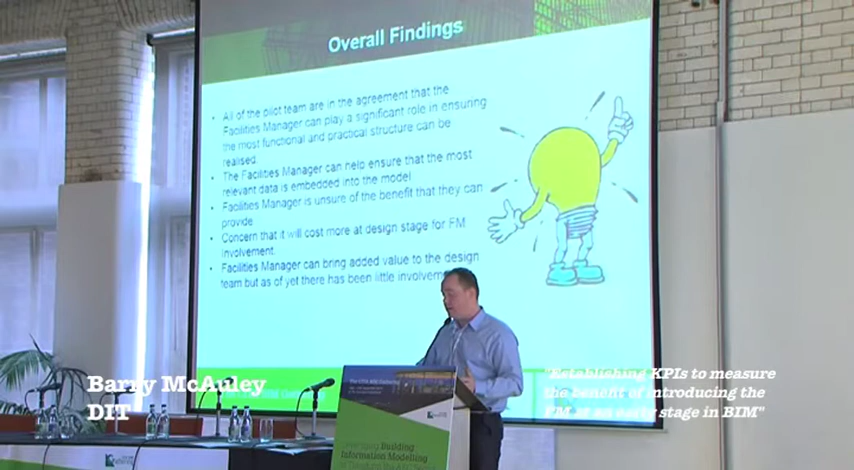 Overall Findings
• All of the pilot team are in the agreement that the
Facilities Manager can play a significant role in ensuring
the most functional and practical structure can be
realised.
• The Facilities Manager can help ensure that the most
relevant data is embedded into the model
• Facilities Manager is unsure of the benefit that they can
provide.
• Concern that it will cost more at design stage for FM
Involvement.
• Facilities Manager can bring added value to the design
team but as of yet there has been little
Barry McAuley
DIT
"Establishing KPIs to measure
the benefit of introducing the
FM at an early stage in BIM"
Building
Information
Modelling